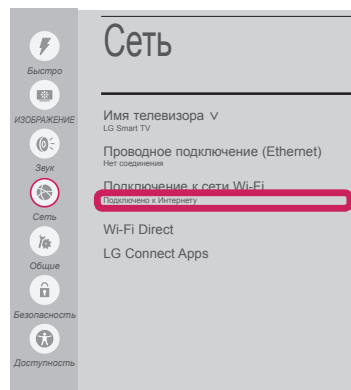 Сеть
Быстро
ИЗОБРАЖЕНИЕ
Звук
Сеть
Общие
Безопасность
Доступность
Имя телевизора ∨
LG Smart TV
Проводное подключение (Ethernet)
Нет соединения
Подключение к сети Wi-Fi
Подключено к Интернету
Wi-Fi Direct
LG Connect Apps